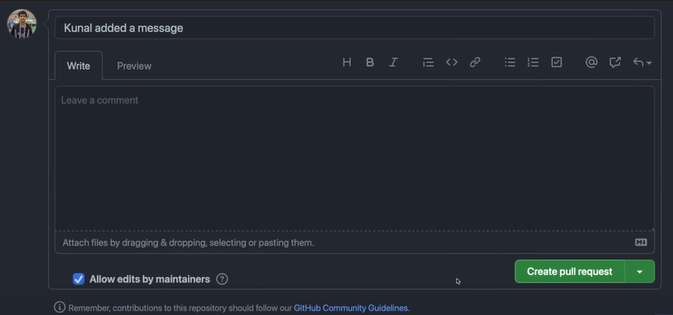 Kunal added a message
Write Preview
Leave a comment
Attach files by dragging & dropping, selecting or pasting them.
Allow edits by maintainers
Create pull request
Remember, contributions to this repository should follow our GitHub Community Guidelines.